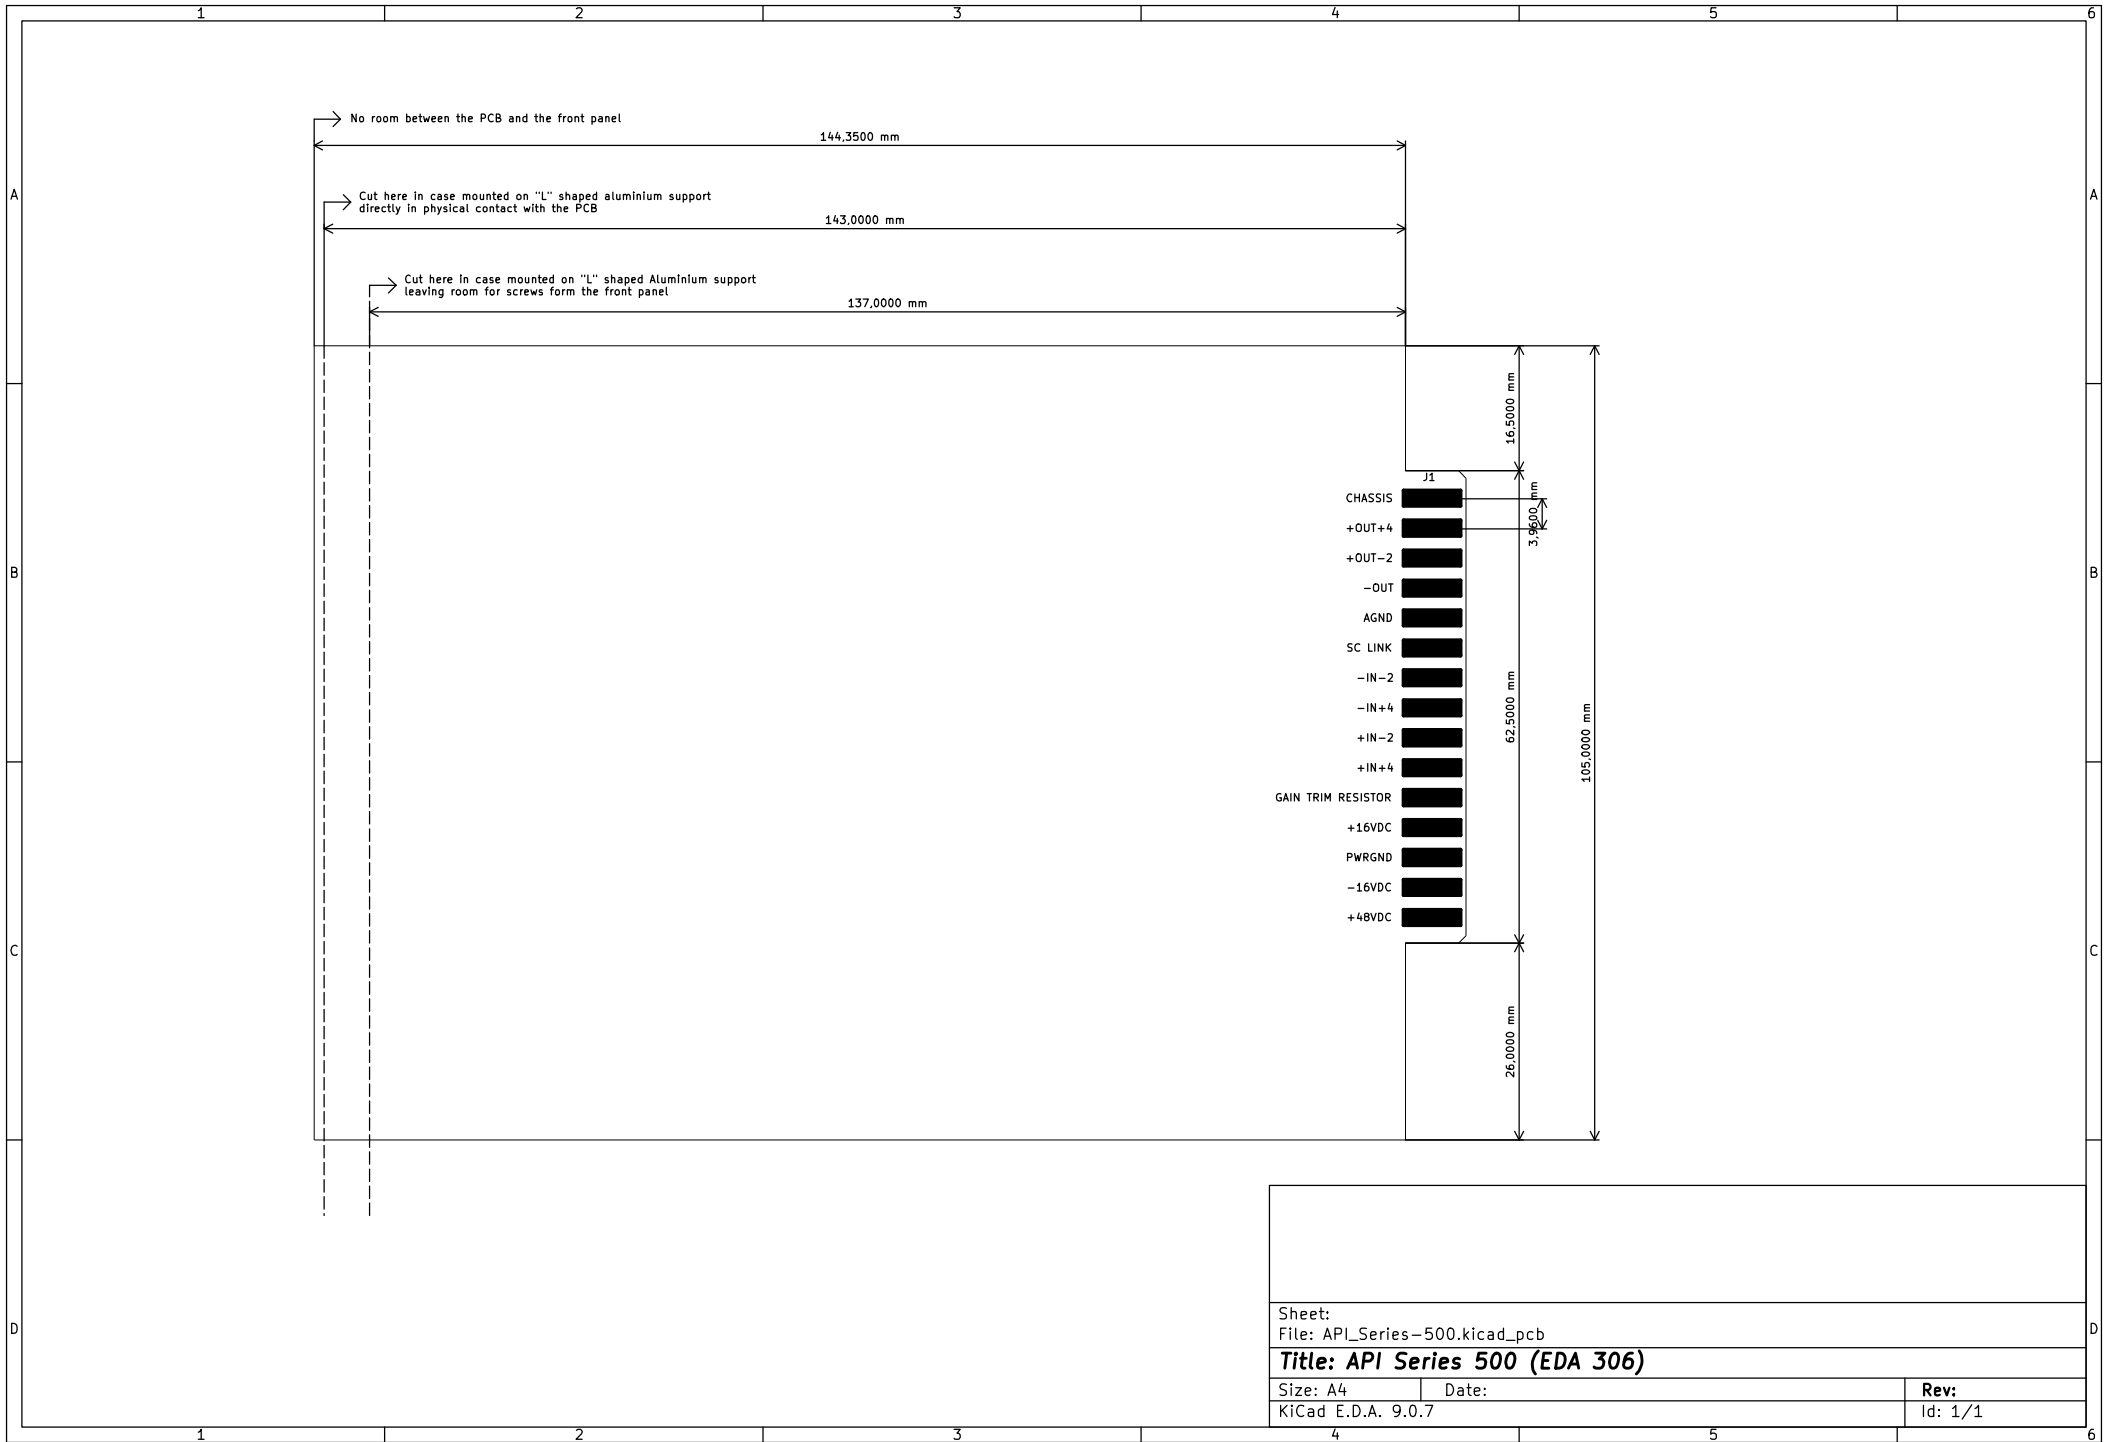 1 2 3 4 5 6
No room between the PCB and the front panel
144,3500 mm
A A
Cut here in case mounted on "L" shaped aluminium support
directly in physical contact with the PCB
143,0000 mm
Cut here in case mounted on "L" shaped Aluminium support
leaving room for screws form the front panel
137,0000 mm
16,5000 mm
J1
CHASSIS
3,9600 mm
+OUT+4
+OUT-2
B B
-OUT
AGND
SC LINK
-IN-2
-IN+4
62,5000 mm
+IN-2
105,0000 mm
+IN+4
GAIN TRIM RESISTOR
+16VDC
PWRGND
-16VDC
+48VDC
C C
26,0000 mm
Sheet:
D D
File: API_Series-500.kicad_pcb
Title: API Series 500 (EDA 306)
Size: A4 Date: Rev:
KiCad E.D.A. 9.0.7 Id: 1/1
1 2 3 4 5 6